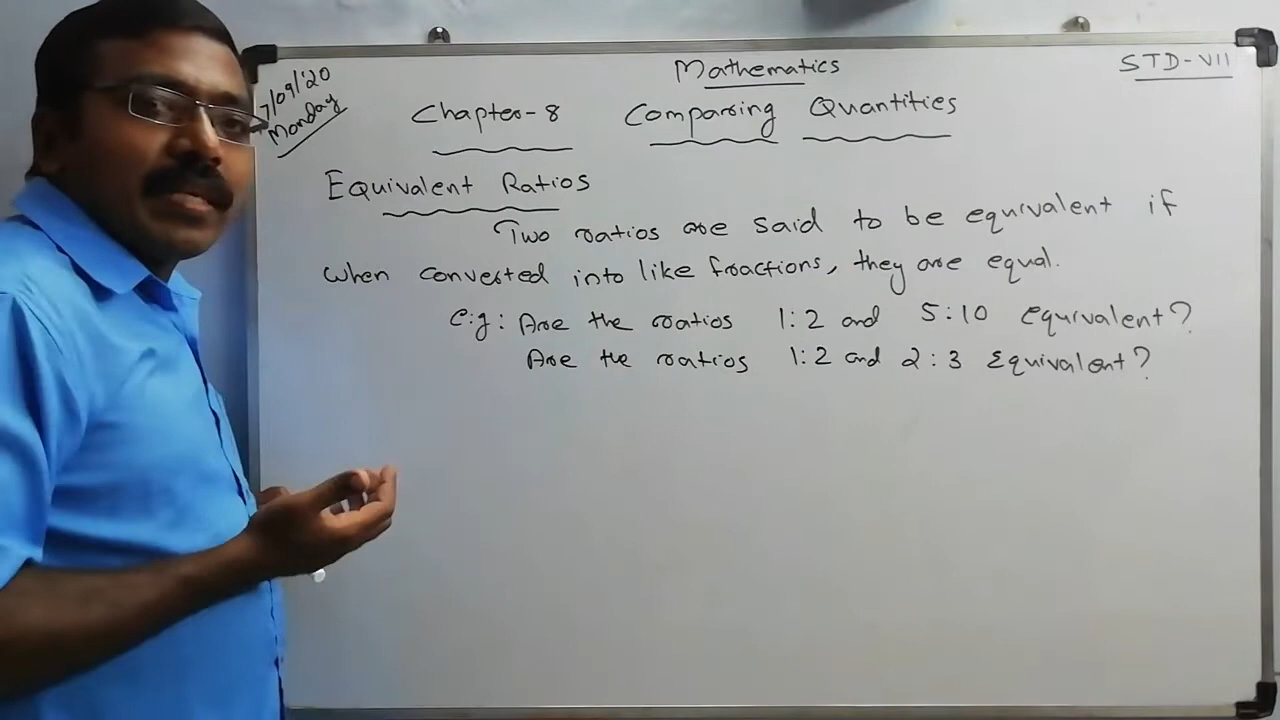 7/09/'20
Monday
Mathematics
STD-VII
Chapter-8 Comparing Quantities
Equivalent Ratios
Two ratios are said to be equivalent if
when converted into like fractions, they are equal.
e.g: Are the ratios 1:2 and 5:10 equivalent?
Are the ratios 1:2 and 2:3 Equivalent?